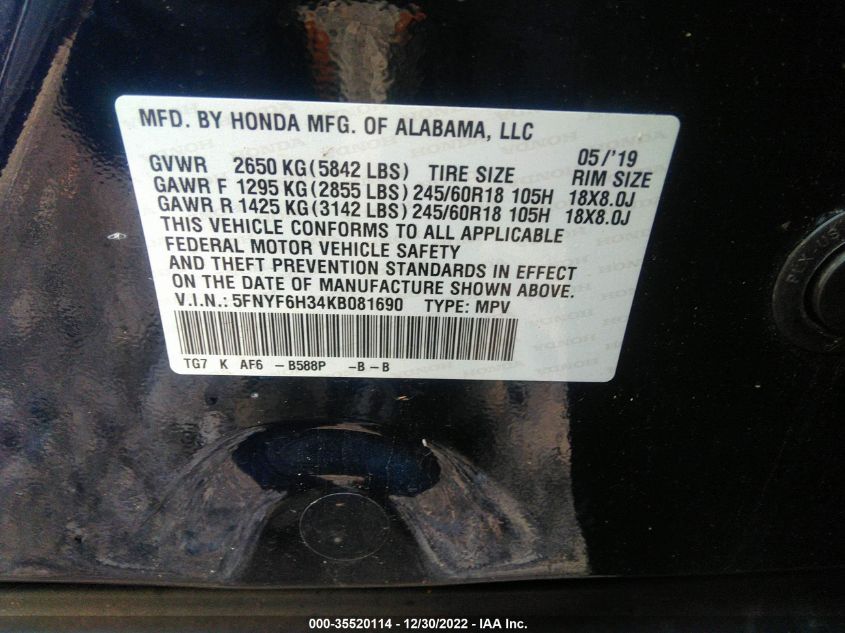 MFD. BY HONDA MFG. OF ALABAMA, LLC
05/'19
GVWR 2650 KG(5842 LBS) TIRE SIZE RIM SIZE
GAWR F 1295 KG(2855 LBS) 245/60R18 105H 18X8.0J
GAWR R 1425 KG(3142 LBS) 245/60R18 105H 18X8.0J
THIS VEHICLE CONFORMS TO ALL APPLICABLE
FEDERAL MOTOR VEHICLE SAFETY
AND THEFT PREVENTION STANDARDS IN EFFECT
ON THE DATE OF MANUFACTURE SHOWN ABOVE.
V.I.N.: 5FNYF6H34KB081690 TYPE: MPV
TG7 K AF6 -B588P -B-B
000-35520114 - 12/30/2022 - IAA Inc.